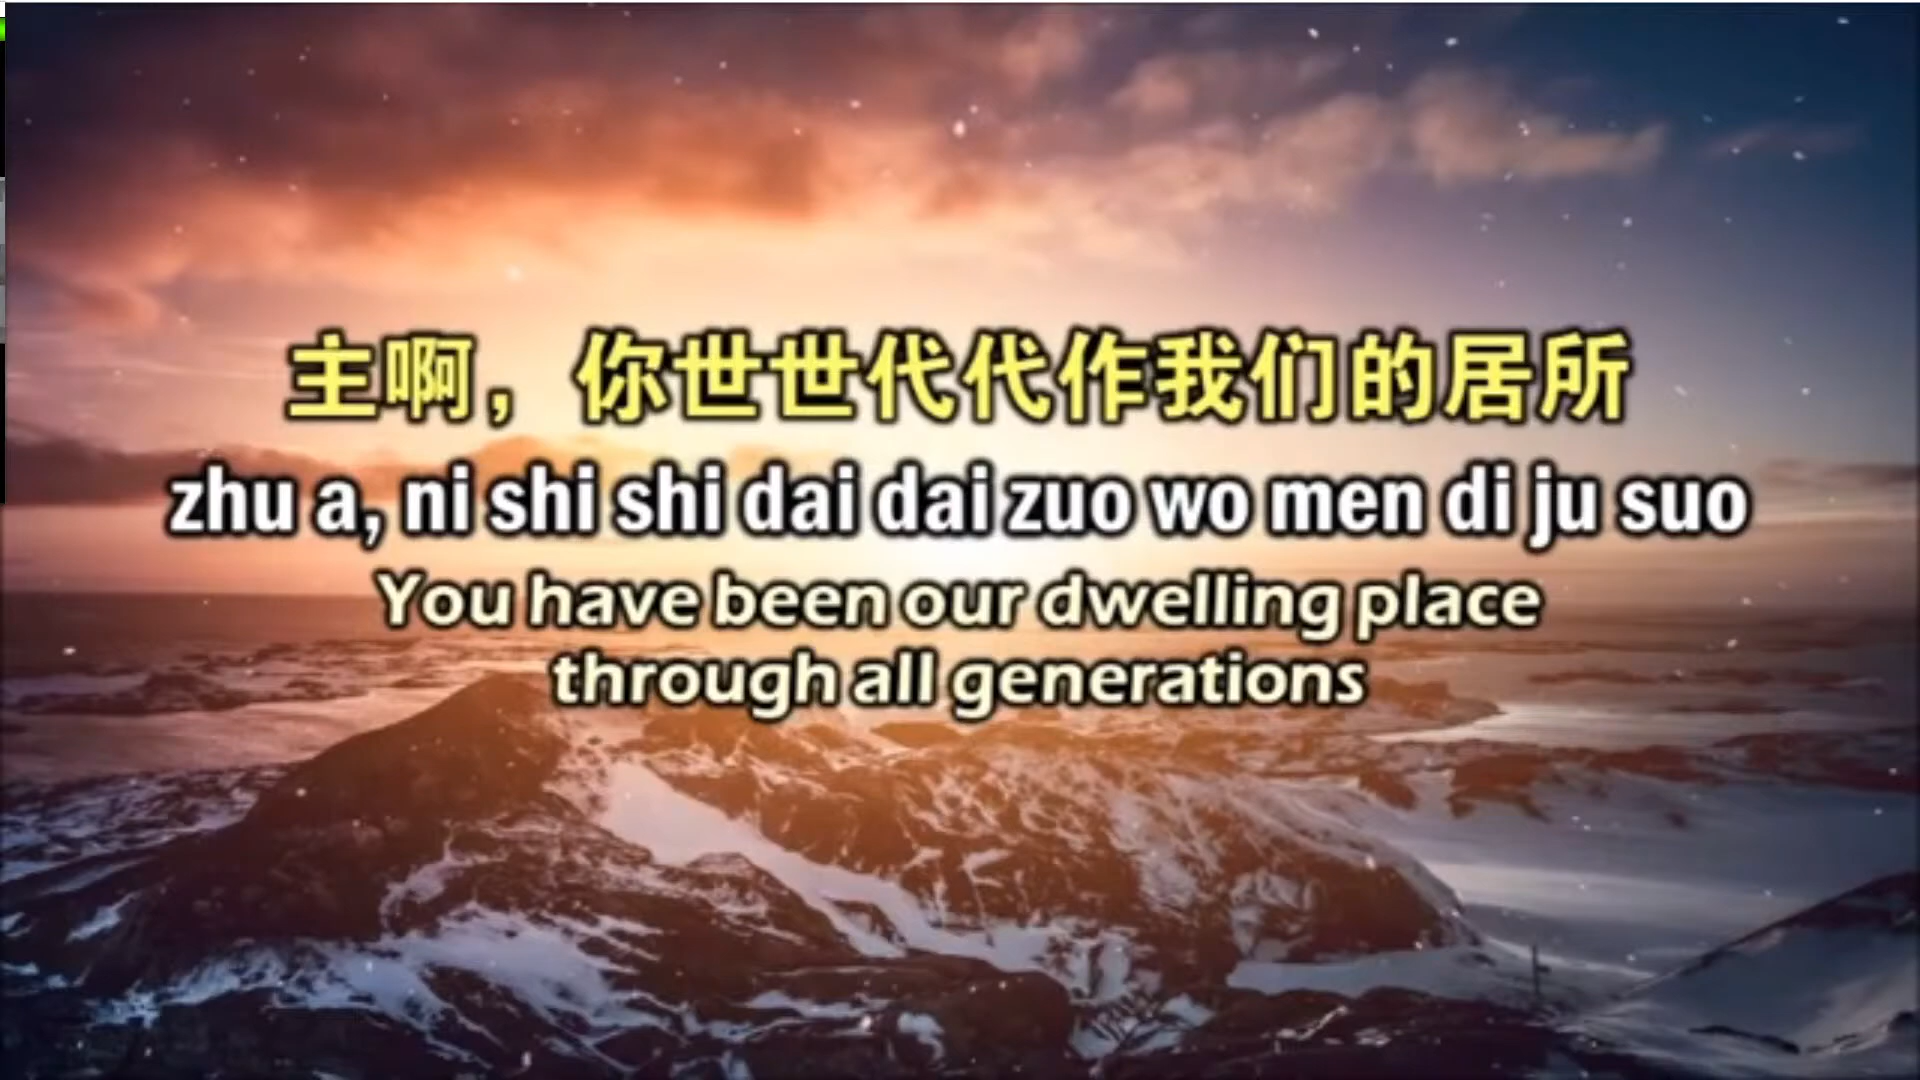 主啊，你世世代代作我们的居所
zhu a, ni shi shi dai dai zuo wo men di ju suo
You have been our dwelling place
through all generations